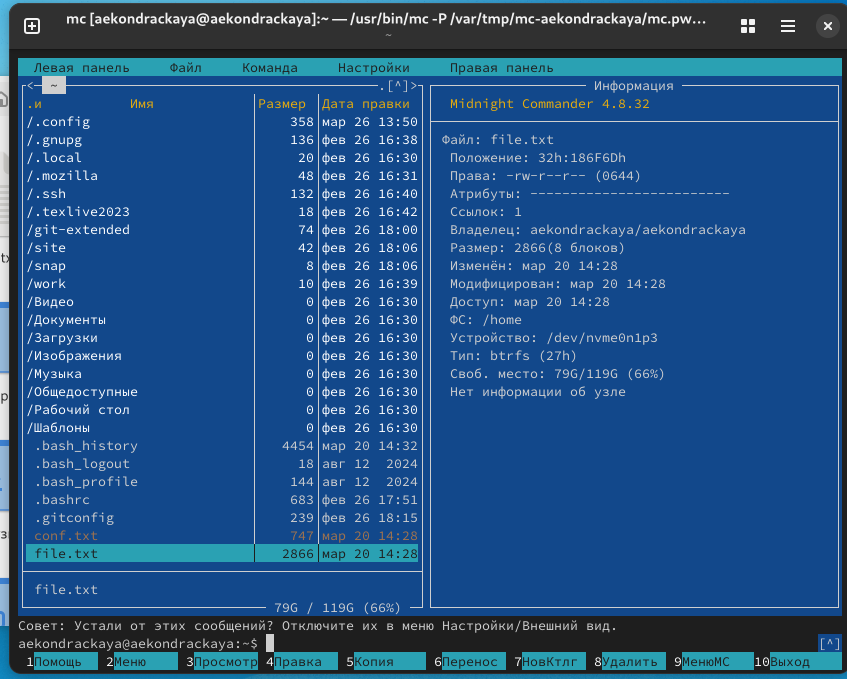 mc [aekondrackaya@aekondrackaya]:~ — /usr/bin/mc -P /var/tmp/mc-aekondrackaya/mc.pw…
~
Левая панель Файл Команда Настройки Правая панель
<─ ~ .[^]>
.и Имя Размер Дата правки
/.config 358 мар 26 13:50
/.gnupg 136 фев 26 16:38
/.local 20 фев 26 16:30
/.mozilla 48 фев 26 16:31
/.ssh 132 фев 26 16:40
/.texlive2023 18 фев 26 16:42
/git-extended 74 фев 26 18:00
/site 42 фев 26 18:06
/snap 8 фев 26 18:06
/work 10 фев 26 16:39
/Видео 0 фев 26 16:30
/Документы 0 фев 26 16:30
/Загрузки 0 фев 26 16:30
/Изображения 0 фев 26 16:30
/Музыка 0 фев 26 16:30
/Общедоступные 0 фев 26 16:30
/Рабочий стол 0 фев 26 16:30
/Шаблоны 0 фев 26 16:30
.bash_history 4454 мар 20 14:32
.bash_logout 18 авг 12 2024
.bash_profile 144 авг 12 2024
.bashrc 683 фев 26 17:51
.gitconfig 239 фев 26 18:15
conf.txt 747 мар 20 14:28
file.txt 2866 мар 20 14:28
file.txt
79G / 119G (66%)
Информация
Midnight Commander 4.8.32
Файл: file.txt
Положение: 32h:186F6Dh
Права: -rw-r--r-- (0644)
Атрибуты: -------------------------
Ссылок: 1
Владелец: aekondrackaya/aekondrackaya
Размер: 2866(8 блоков)
Изменён: мар 20 14:28
Модифицирован: мар 20 14:28
Доступ: мар 20 14:28
ФС: /home
Устройство: /dev/nvme0n1p3
Тип: btrfs (27h)
Своб. место: 79G/119G (66%)
Нет информации об узле
Совет: Устали от этих сообщений? Отключите их в меню Настройки/Внешний вид.
aekondrackaya@aekondrackaya:~$ [^]
1Помощь 2Меню 3Просмотр 4Правка 5Копия 6Перенос 7НовКтлг 8Удалить 9МенюМС 10Выход